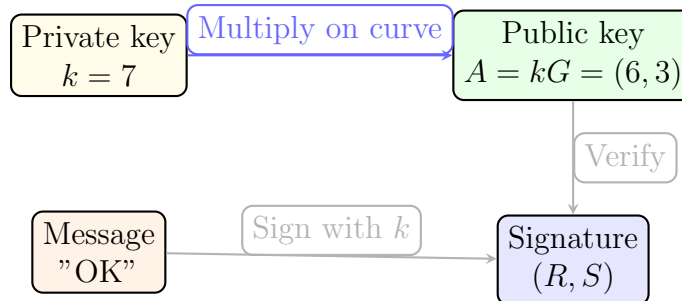 Private key
k = 7
Multiply on curve
Public key
A = kG = (6, 3)
Verify
Message
"OK"
Sign with k
Signature
(R, S)